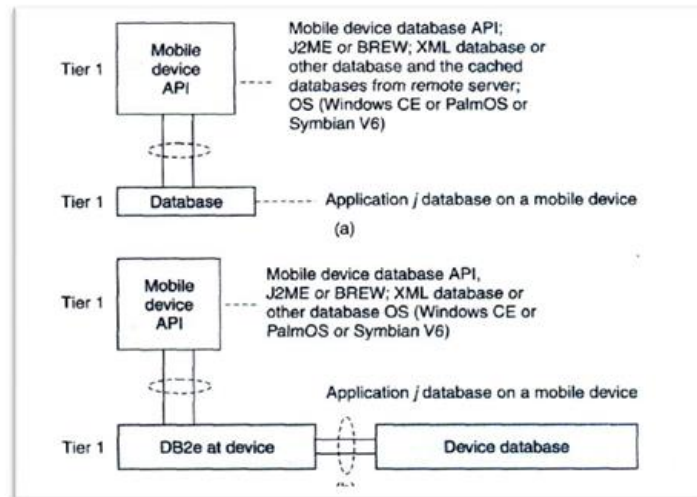 Tier 1
Mobile
device
API
Mobile device database API;
J2ME or BREW; XML database or
other database and the cached
databases from remote server;
OS (Windows CE or PalmOS or
Symbian V6)
Tier 1
Database
Application j database on a mobile device
(a)
Tier 1
Mobile
device
API
Mobile device database API,
J2ME or BREW; XML database or
other database OS (Windows CE or
PalmOS or Symbian V6)
Application j database on a mobile device
Tier 1
DB2e at device
Device database